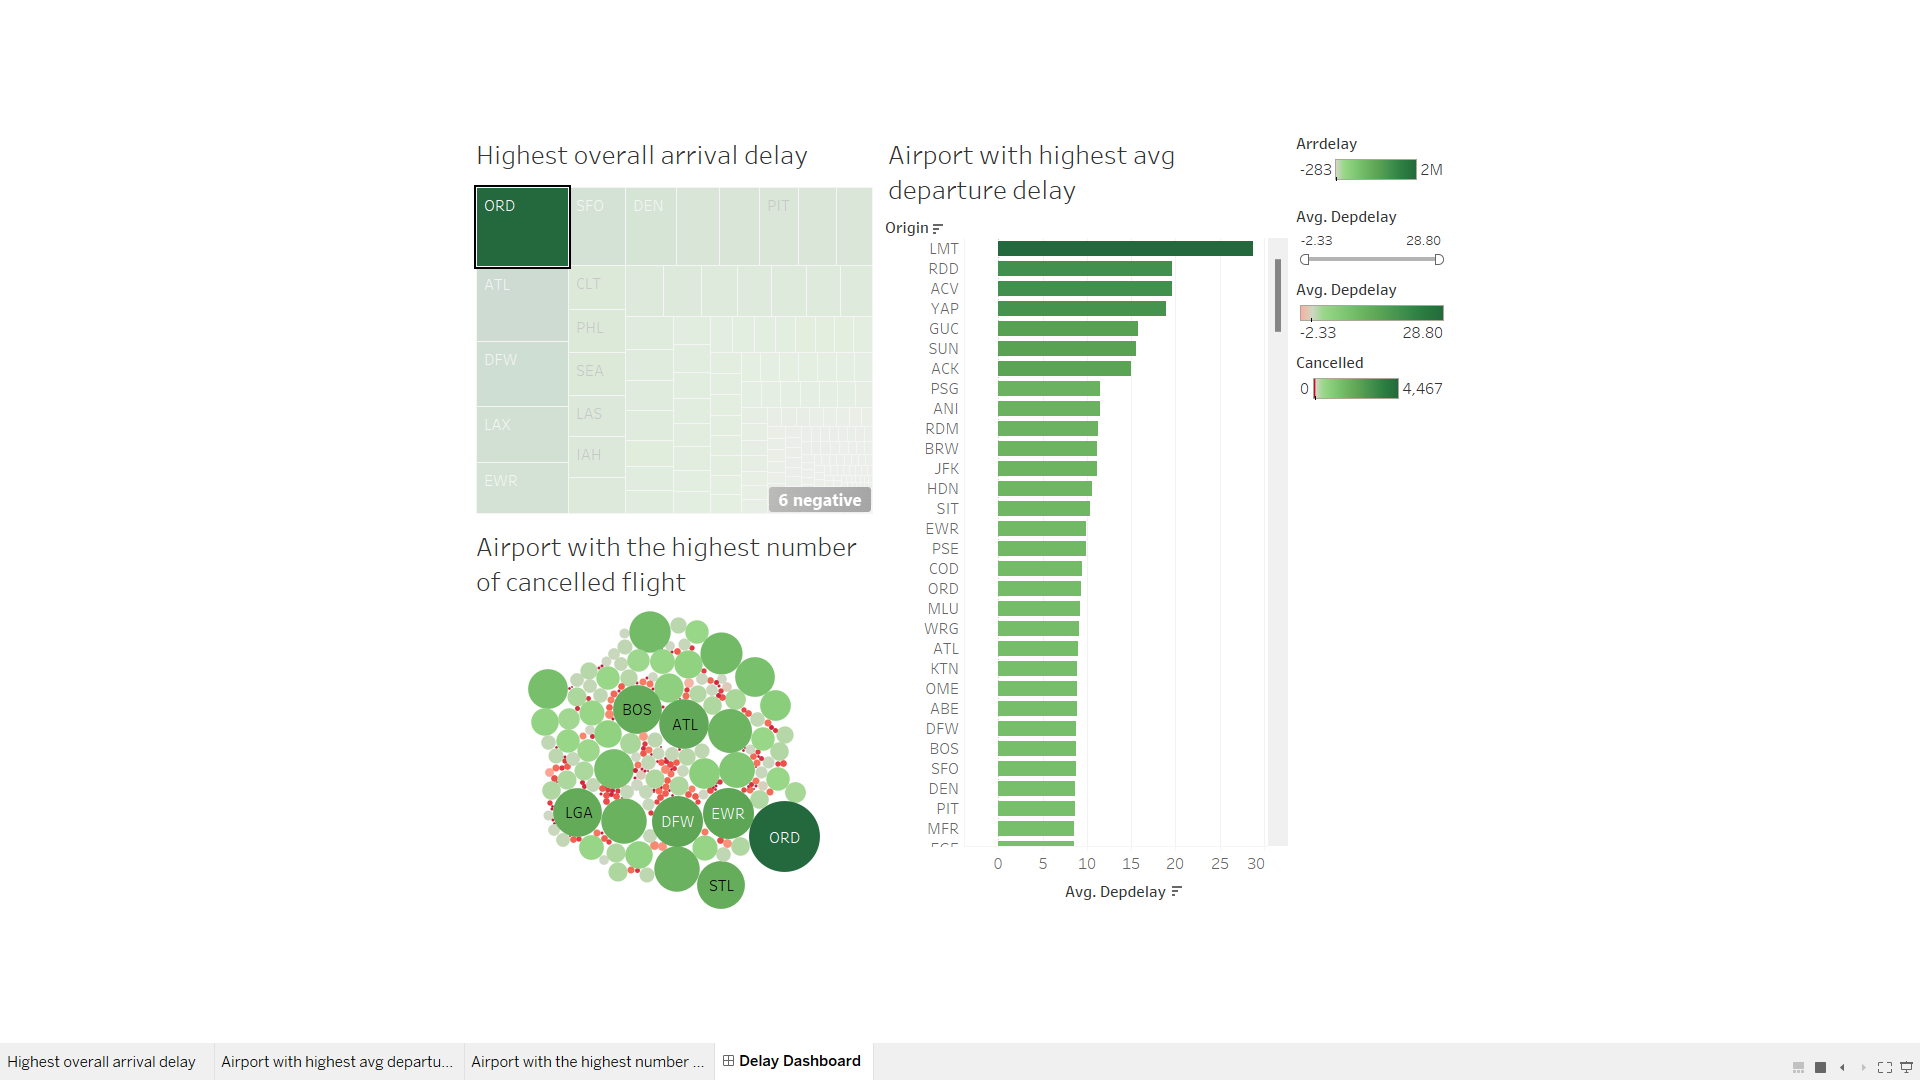 Highest overall arrival delay
ORD
SFO
DEN
PIT
ATL
CLT
PHL
DFW
SEA
LAX
LAS
IAH
EWR
6 negative
Airport with the highest number
of cancelled flight
BOS
ATL
LGA
DFW
EWR
ORD
STL
Airport with highest avg
departure delay
Origin
LMT
RDD
ACV
YAP
GUC
SUN
ACK
PSG
ANI
RDM
BRW
JFK
HDN
SIT
EWR
PSE
COD
ORD
MLU
WRG
ATL
KTN
OME
ABE
DFW
BOS
SFO
DEN
PIT
MFR
0 5 10 15 20 25 30
Avg. Depdelay
Arrdelay
-283 2M
Avg. Depdelay
-2.33 28.80
Avg. Depdelay
-2.33 28.80
Cancelled
0 4,467
Highest overall arrival delay
Airport with highest avg departu...
Airport with the highest number ...
Delay Dashboard